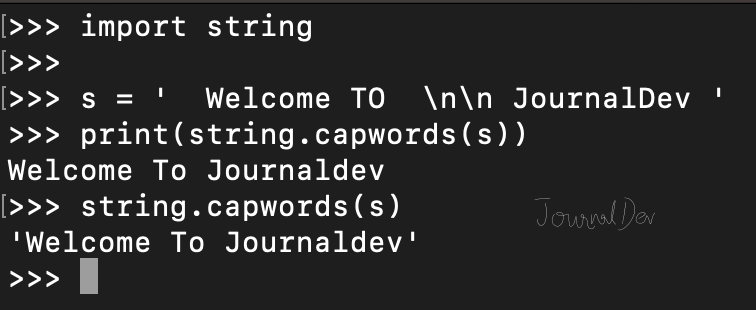 [>>> import string
[>>>
[>>> s = '  Welcome TO  \n\n JournalDev '
>>> print(string.capwords(s))
Welcome To Journaldev
[>>> string.capwords(s)
JournalDev
'Welcome To Journaldev'
>>>